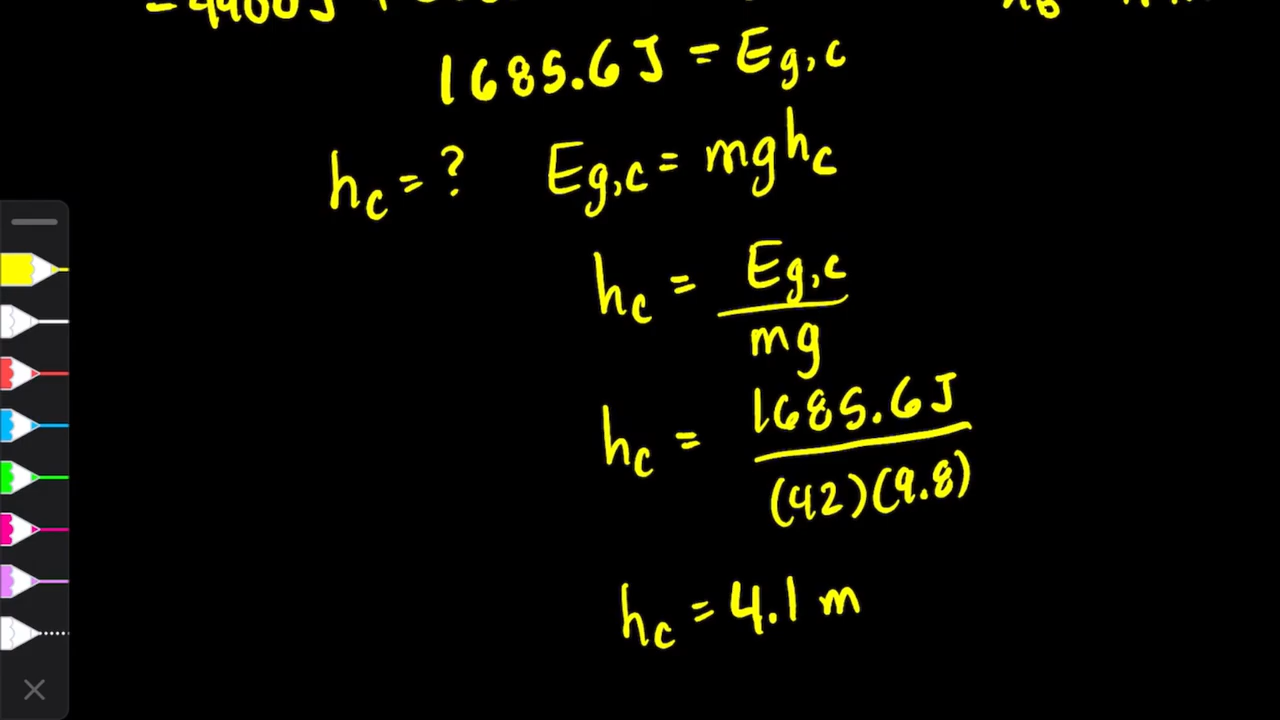 1685.6J = Eg,c
hc = ? Eg,c = mghc
hc = Eg,c
mg
hc = 1685.6J
(42)(9.8)
hc = 4.1 m